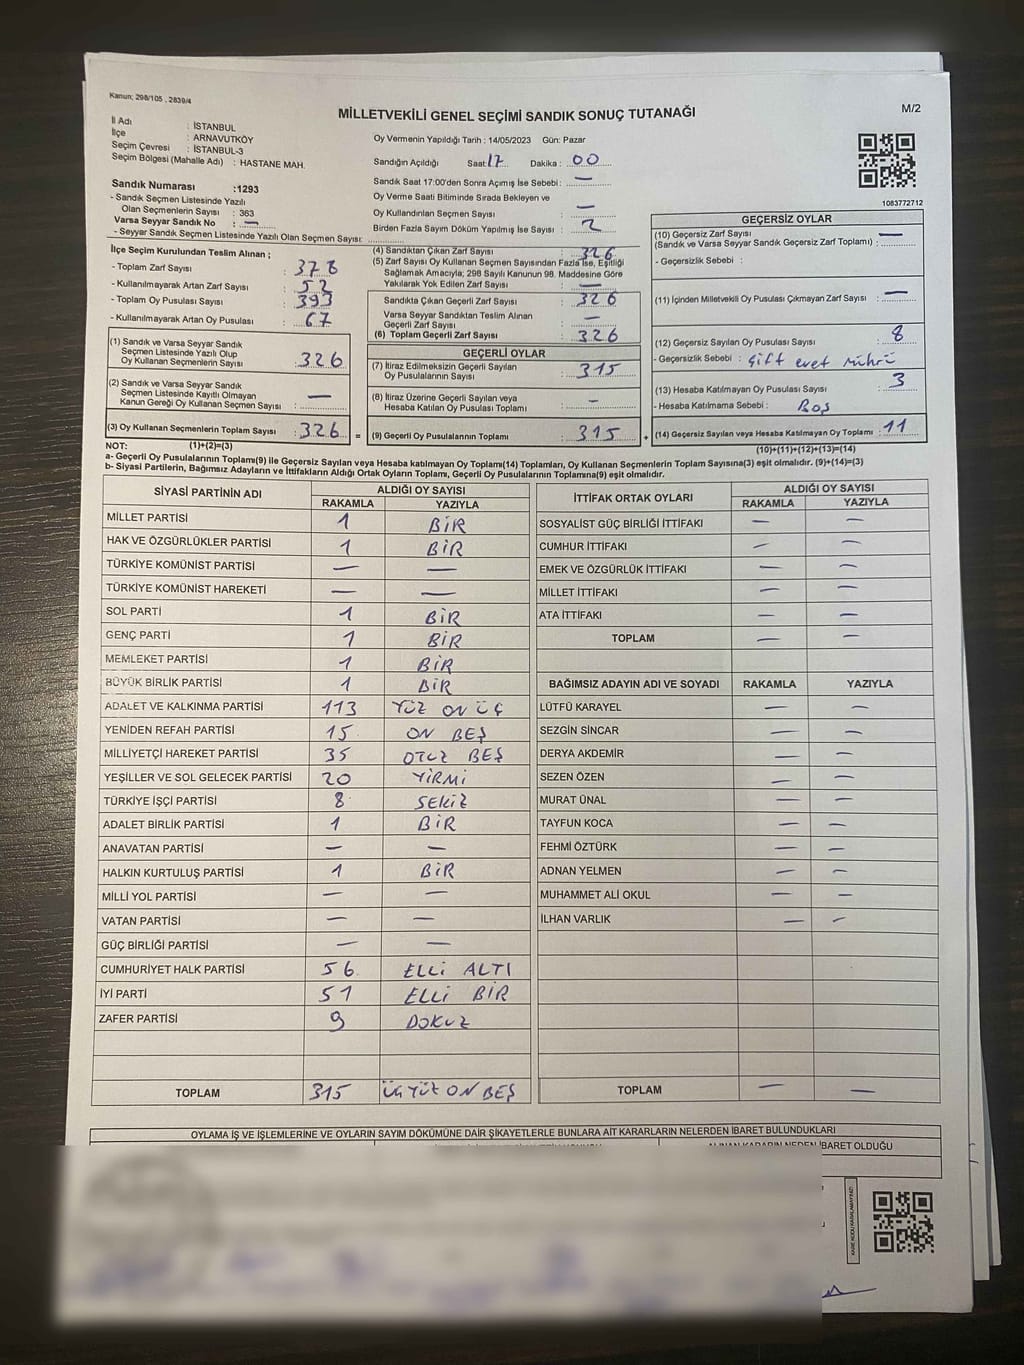 Kanun; 298/105 , 2839/4
MİLLETVEKİLİ GENEL SEÇİMİ SANDIK SONUÇ TUTANAĞI
M/2
İl Adı : İSTANBUL
İlçe : ARNAVUTKÖY
Seçim Çevresi : İSTANBUL-3
Seçim Bölgesi (Mahalle Adı) : HASTANE MAH.
Oy Vermenin Yapıldığı Tarih : 14/05/2023 Gün: Pazar
Sandığın Açıldığı Saat: 17 Dakika : 00
Sandık Saat 17:00'den Sonra Açımış İse Sebebi : —
Oy Verme Saati Bitiminde Sırada Bekleyen ve
Oy Kullandırılan Seçmen Sayısı : —
Birden Fazla Sayım Döküm Yapılmış İse Sayısı : 2
Sandık Numarası :1293
- Sandık Seçmen Listesinde Yazılı
Olan Seçmenlerin Sayısı : 363
Varsa Seyyar Sandık No : —
- Seyyar Sandık Seçmen Listesinde Yazılı Olan Seçmen Sayısı:
1083772712
İlçe Seçim Kurulundan Teslim Alınan ;
- Toplam Zarf Sayısı : 378
- Kullanılmayarak Artan Zarf Sayısı : 52
- Toplam Oy Pusulası Sayısı : 393
- Kullanılmayarak Artan Oy Pusulası : 67
(1) Sandık ve Varsa Seyyar Sandık
Seçmen Listesinde Yazılı Olup
Oy Kullanan Seçmenlerin Sayısı : 326
(2) Sandık ve Varsa Seyyar Sandık
Seçmen Listesinde Kayıtlı Olmayan
Kanun Gereği Oy Kullanan Seçmen Sayısı : —
(3) Oy Kullanan Seçmenlerin Toplam Sayısı : 326
(4) Sandıktan Çıkan Zarf Sayısı : 326
(5) Zarf Sayısı Oy Kullanan Seçmen Sayısından Fazla İse, Eşitliği
Sağlamak Amacıyla; 298 Sayılı Kanunun 98. Maddesine Göre
Yakılarak Yok Edilen Zarf Sayısı : —
Sandıkta Çıkan Geçerli Zarf Sayısı : 326
Varsa Seyyar Sandıktan Teslim Alınan
Geçerli Zarf Sayısı : —
(6) Toplam Geçerli Zarf Sayısı : 326
GEÇERLİ OYLAR
(7) İtiraz Edilmeksizin Geçerli Sayılan
Oy Pusulalarının Sayısı : 315
(8) İtiraz Üzerine Geçerli Sayılan veya
Hesaba Katılan Oy Pusulası Toplamı : –
= (9) Geçerli Oy Pusulalarının Toplamı : 315 +
GEÇERSİZ OYLAR
(10) Geçersiz Zarf Sayısı
(Sandık ve Varsa Seyyar Sandık Geçersiz Zarf Toplamı) : —
- Geçersizlik Sebebi :
(11) İçinden Milletvekili Oy Pusulası Çıkmayan Zarf Sayısı : —
(12) Geçersiz Sayılan Oy Pusulası Sayısı : 8
- Geçersizlik Sebebi : Çift evet mührü
(13) Hesaba Katılmayan Oy Pusulası Sayısı : 3
- Hesaba Katılmama Sebebi : Boş
(14) Geçersiz Sayılan veya Hesaba Katılmayan Oy Toplamı : 11
NOT: (1)+(2)=(3) (10)+(11)+(12)+(13)=(14)
a- Geçerli Oy Pusulalarının Toplamı(9) ile Geçersiz Sayılan veya Hesaba katılmayan Oy Toplamı(14) Toplamları, Oy Kullanan Seçmenlerin Toplam Sayısına(3) eşit olmalıdır. (9)+(14)=(3)
b- Siyasi Partilerin, Bağımsız Adayların ve İttifakların Aldığı Ortak Oyların Toplamı, Geçerli Oy Pusulalarının Toplamına(9) eşit olmalıdır.
SİYASİ PARTİNİN ADI ALDIĞI OY SAYISI
RAKAMLA YAZIYLA
MİLLET PARTİSİ 1 BİR
HAK VE ÖZGÜRLÜKLER PARTİSİ 1 BİR
TÜRKİYE KOMÜNİST PARTİSİ — —
TÜRKİYE KOMÜNİST HAREKETİ — —
SOL PARTİ 1 BİR
GENÇ PARTİ 1 BİR
MEMLEKET PARTİSİ 1 BİR
BÜYÜK BİRLİK PARTİSİ 1 BİR
ADALET VE KALKINMA PARTİSİ 113 YÜZ ON ÜÇ
YENİDEN REFAH PARTİSİ 15 ON BEŞ
MİLLİYETÇİ HAREKET PARTİSİ 35 OTUZ BEŞ
YEŞİLLER VE SOL GELECEK PARTİSİ 20 YİRMİ
TÜRKİYE İŞÇİ PARTİSİ 8 SEKİZ
ADALET BİRLİK PARTİSİ 1 BİR
ANAVATAN PARTİSİ — —
HALKIN KURTULUŞ PARTİSİ 1 BİR
MİLLİ YOL PARTİSİ — —
VATAN PARTİSİ — —
GÜÇ BİRLİĞİ PARTİSİ — —
CUMHURİYET HALK PARTİSİ 56 ELLİ ALTI
İYİ PARTİ 51 ELLİ BİR
ZAFER PARTİSİ 9 DOKUZ
TOPLAM 315 ÜÇ YÜZ ON BEŞ
İTTİFAK ORTAK OYLARI ALDIĞI OY SAYISI
RAKAMLA YAZIYLA
SOSYALİST GÜÇ BİRLİĞİ İTTİFAKI — —
CUMHUR İTTİFAKI — —
EMEK VE ÖZGÜRLÜK İTTİFAKI — —
MİLLET İTTİFAKI — —
ATA İTTİFAKI — —
TOPLAM — —
BAĞIMSIZ ADAYIN ADI VE SOYADI RAKAMLA YAZIYLA
LÜTFÜ KARAYEL — —
SEZGİN SİNCAR — —
DERYA AKDEMİR — —
SEZEN ÖZEN — —
MURAT ÜNAL — —
TAYFUN KOCA — —
FEHMİ ÖZTÜRK — —
ADNAN YELMEN — —
MUHAMMET ALİ OKUL — —
İLHAN VARLIK — —
TOPLAM — —
OYLAMA İŞ VE İŞLEMLERİNE VE OYLARIN SAYIM DÖKÜMÜNE DAİR ŞİKAYETLERLE BUNLARA AİT KARARLARIN NELERDEN İBARET BULUNDUKLARI
ALINAN KARARIN NEDEN İBARET OLDUĞU